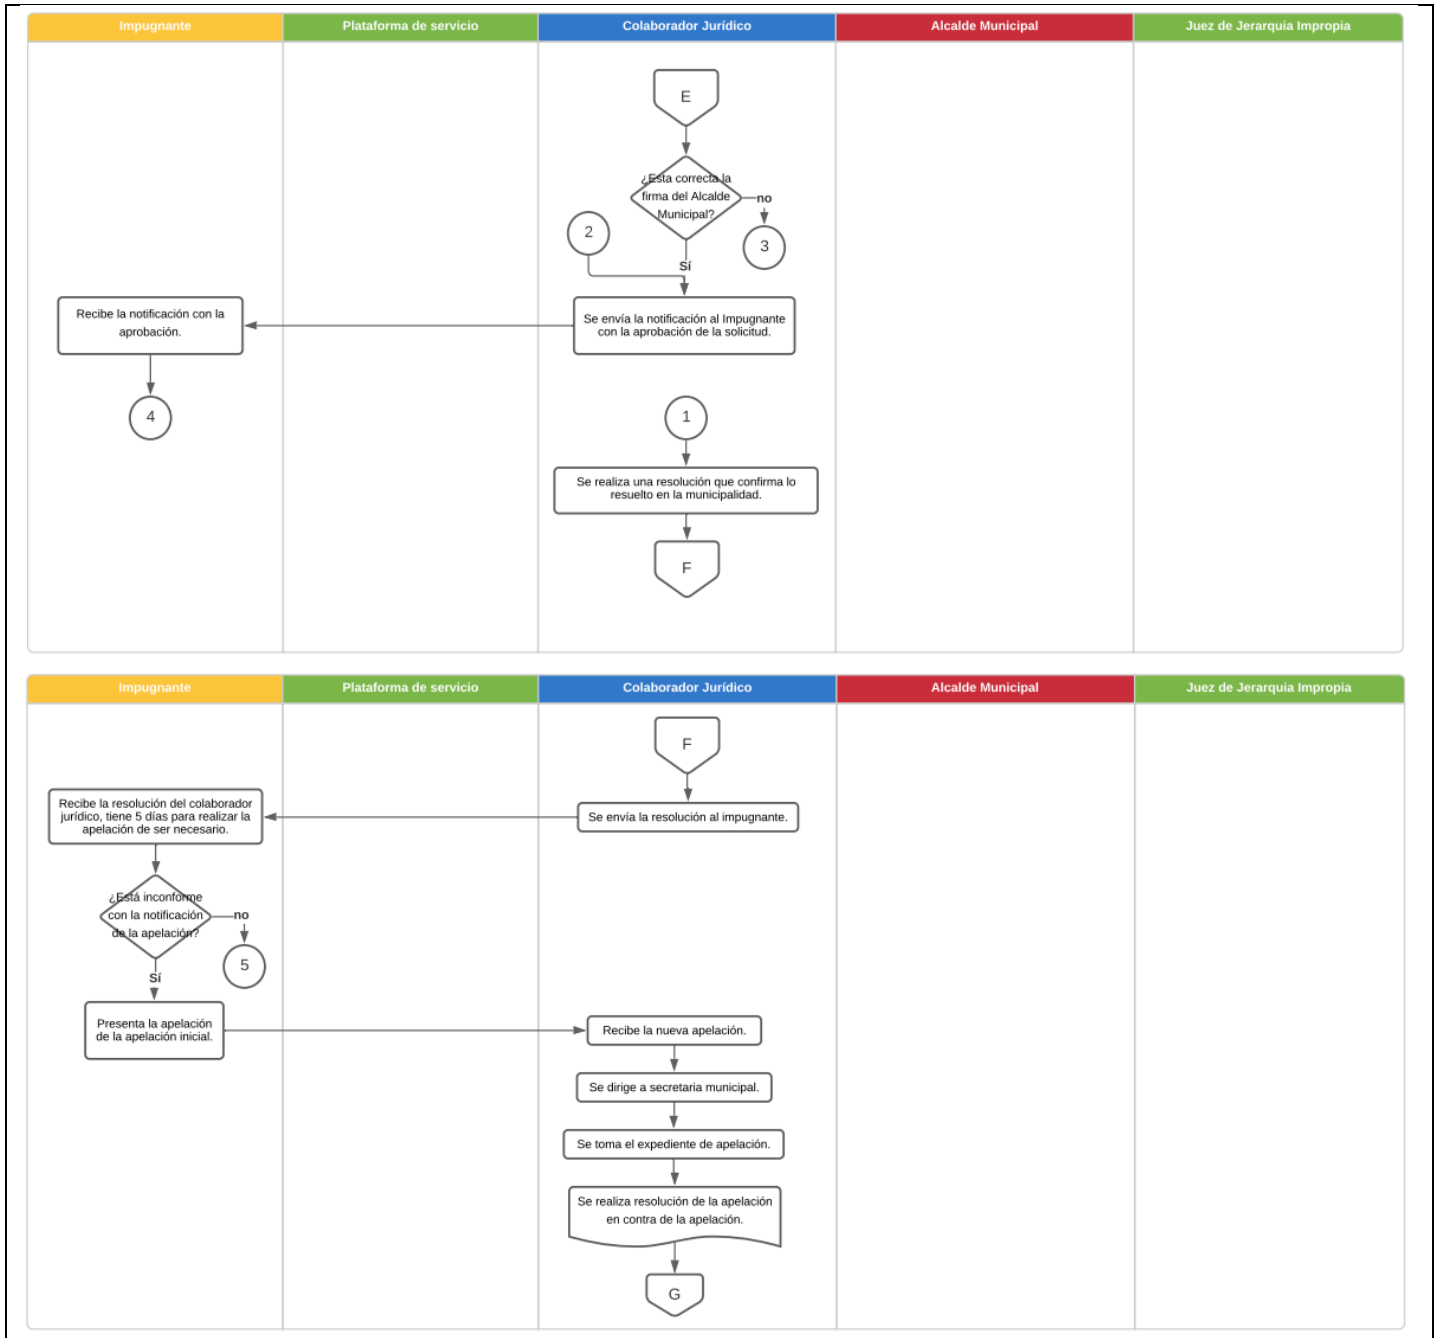 Impugnante
Plataforma de servicio
Colaborador Jurídico
Alcalde Municipal
Juez de Jerarquia Impropia
E
¿Esta correcta la
firma del Alcalde
Municipal?
no
2
3
Sí
Recibe la notificación con la
aprobación.
Se envía la notificación al Impugnante
con la aprobación de la solicitud.
4
1
Se realiza una resolución que confirma lo
resuelto en la municipalidad.
F
Impugnante
Plataforma de servicio
Colaborador Jurídico
Alcalde Municipal
Juez de Jerarquia Impropia
F
Recibe la resolución del colaborador
jurídico, tiene 5 días para realizar la
apelación de ser necesario.
Se envía la resolución al impugnante.
¿Está inconforme
con la notificación
de la apelación?
no
5
Sí
Presenta la apelación
de la apelación inicial.
Recibe la nueva apelación.
Se dirige a secretaria municipal.
Se toma el expediente de apelación.
Se realiza resolución de la apelación
en contra de la apelación.
G